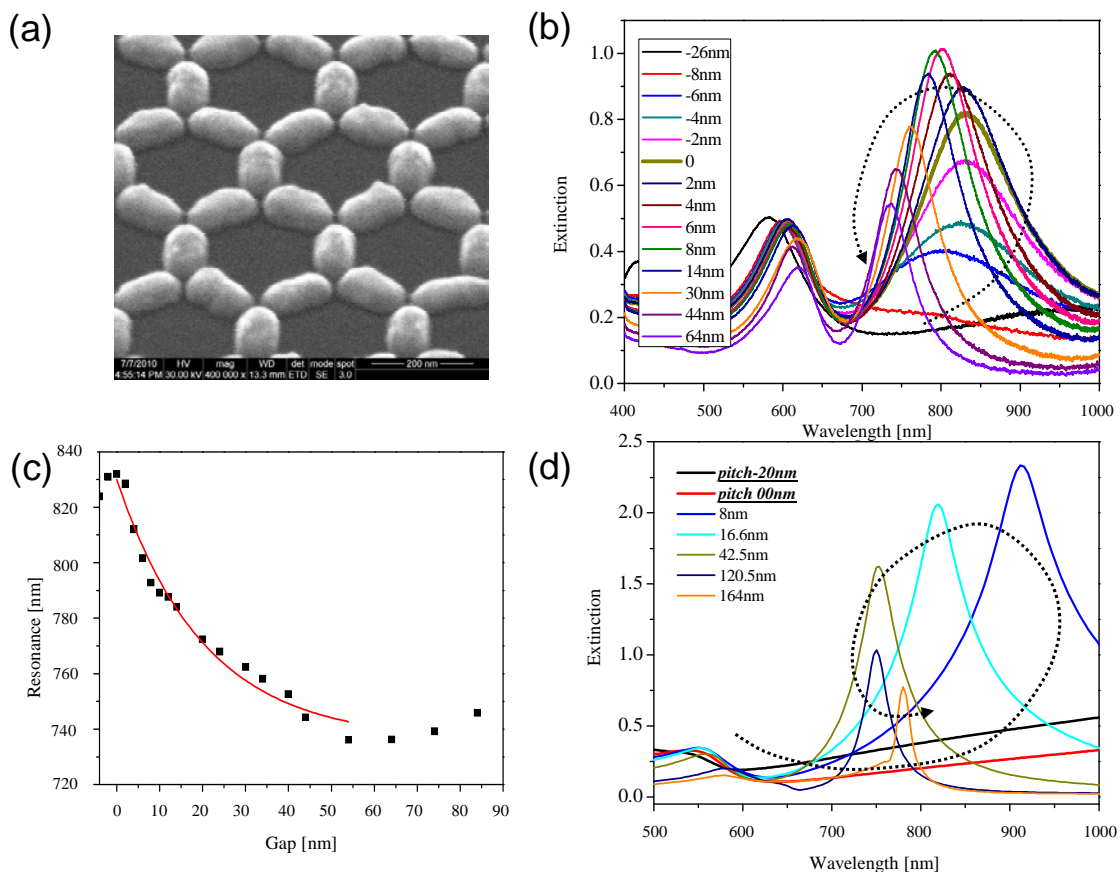 (a)
7/7/2010 HV mag WD det mode spot
4:55:14 PM 30.00 kV 400 000 x 13.3 mm ETD SE 3.0
200 nm
(b)
-26nm
-8nm
-6nm
-4nm
-2nm
0
2nm
4nm
6nm
8nm
14nm
30nm
44nm
64nm
Extinction
1.0
0.8
0.6
0.4
0.2
0.0
400 500 600 700 800 900 1000
Wavelength [nm]
(c)
Resonance [nm]
840
820
800
780
760
740
720
0 10 20 30 40 50 60 70 80 90
Gap [nm]
(d)
pitch-20nm
pitch 00nm
8nm
16.6nm
42.5nm
120.5nm
164nm
Extinction
2.5
2.0
1.5
1.0
0.5
0.0
500 600 700 800 900 1000
Wavelength [nm]